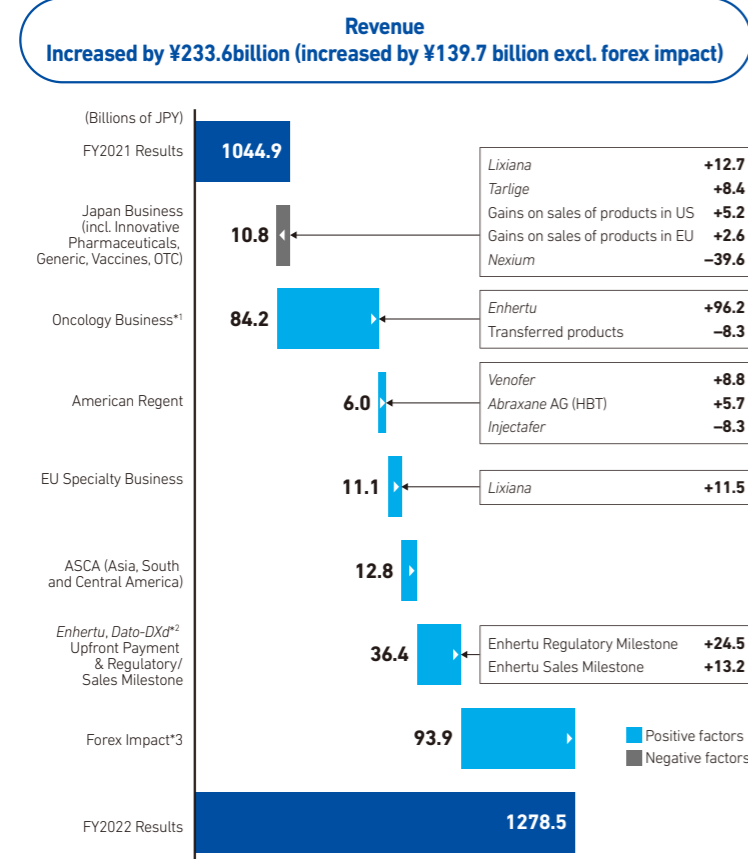 Revenue
Increased by ¥233.6billion (increased by ¥139.7 billion excl. forex impact)
(Billions of JPY)
FY2021 Results
1044.9
Japan Business
(incl. Innovative
Pharmaceuticals,
Generic, Vaccines, OTC)
10.8
Lixiana +12.7
Tarlige +8.4
Gains on sales of products in US +5.2
Gains on sales of products in EU +2.6
Nexium –39.6
Oncology Business*1
84.2
Enhertu +96.2
Transferred products –8.3
American Regent
6.0
Venofer +8.8
Abraxane AG (HBT) +5.7
Injectafer –8.3
EU Specialty Business
11.1
Lixiana +11.5
ASCA (Asia, South
and Central America)
12.8
Enhertu, Dato-DXd*2
Upfront Payment
& Regulatory/
Sales Milestone
36.4
Enhertu Regulatory Milestone +24.5
Enhertu Sales Milestone +13.2
Forex Impact*3
93.9
Positive factors
Negative factors
FY2022 Results
1278.5